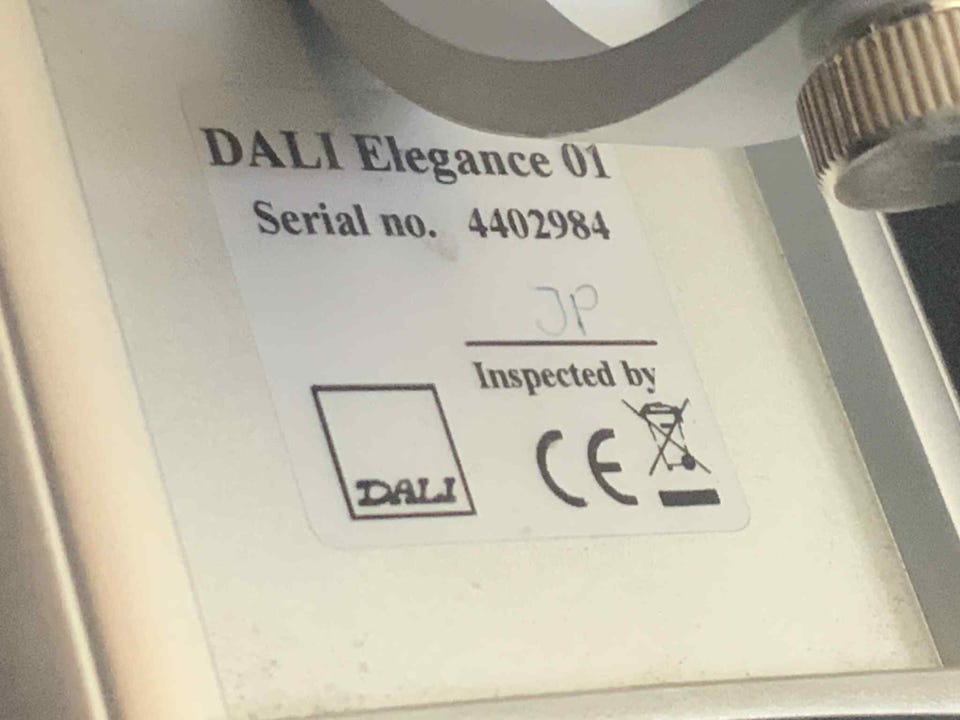 DALI Elegance 01
Serial no. 4402984
JP
Inspected by
DALI
CE